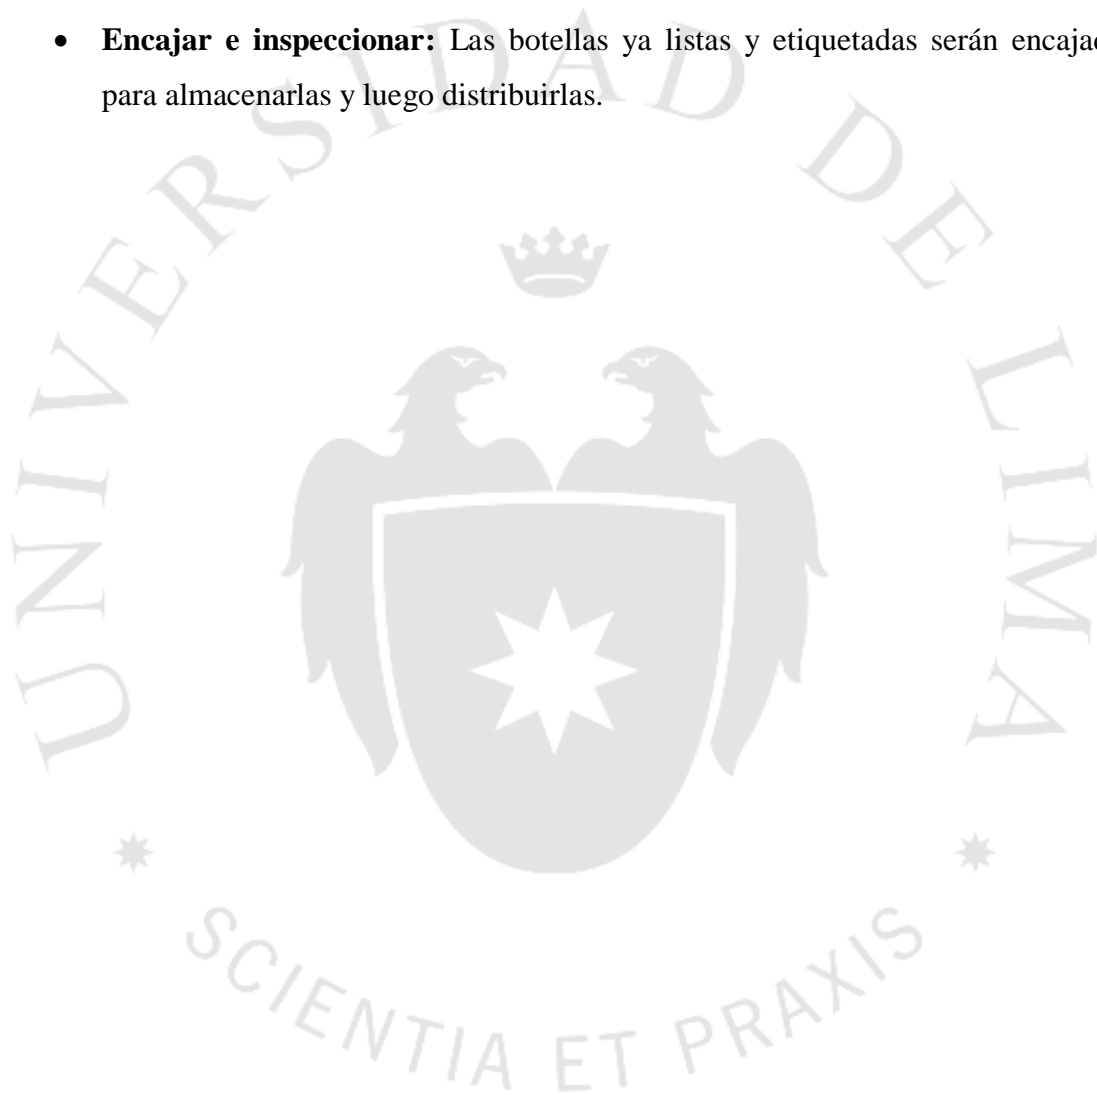 • Encajar e inspeccionar: Las botellas ya listas y etiquetadas serán encajad
para almacenarlas y luego distribuirlas.
UNIVERSIDAD DE LIMA
SCIENTIA ET PRAXIS